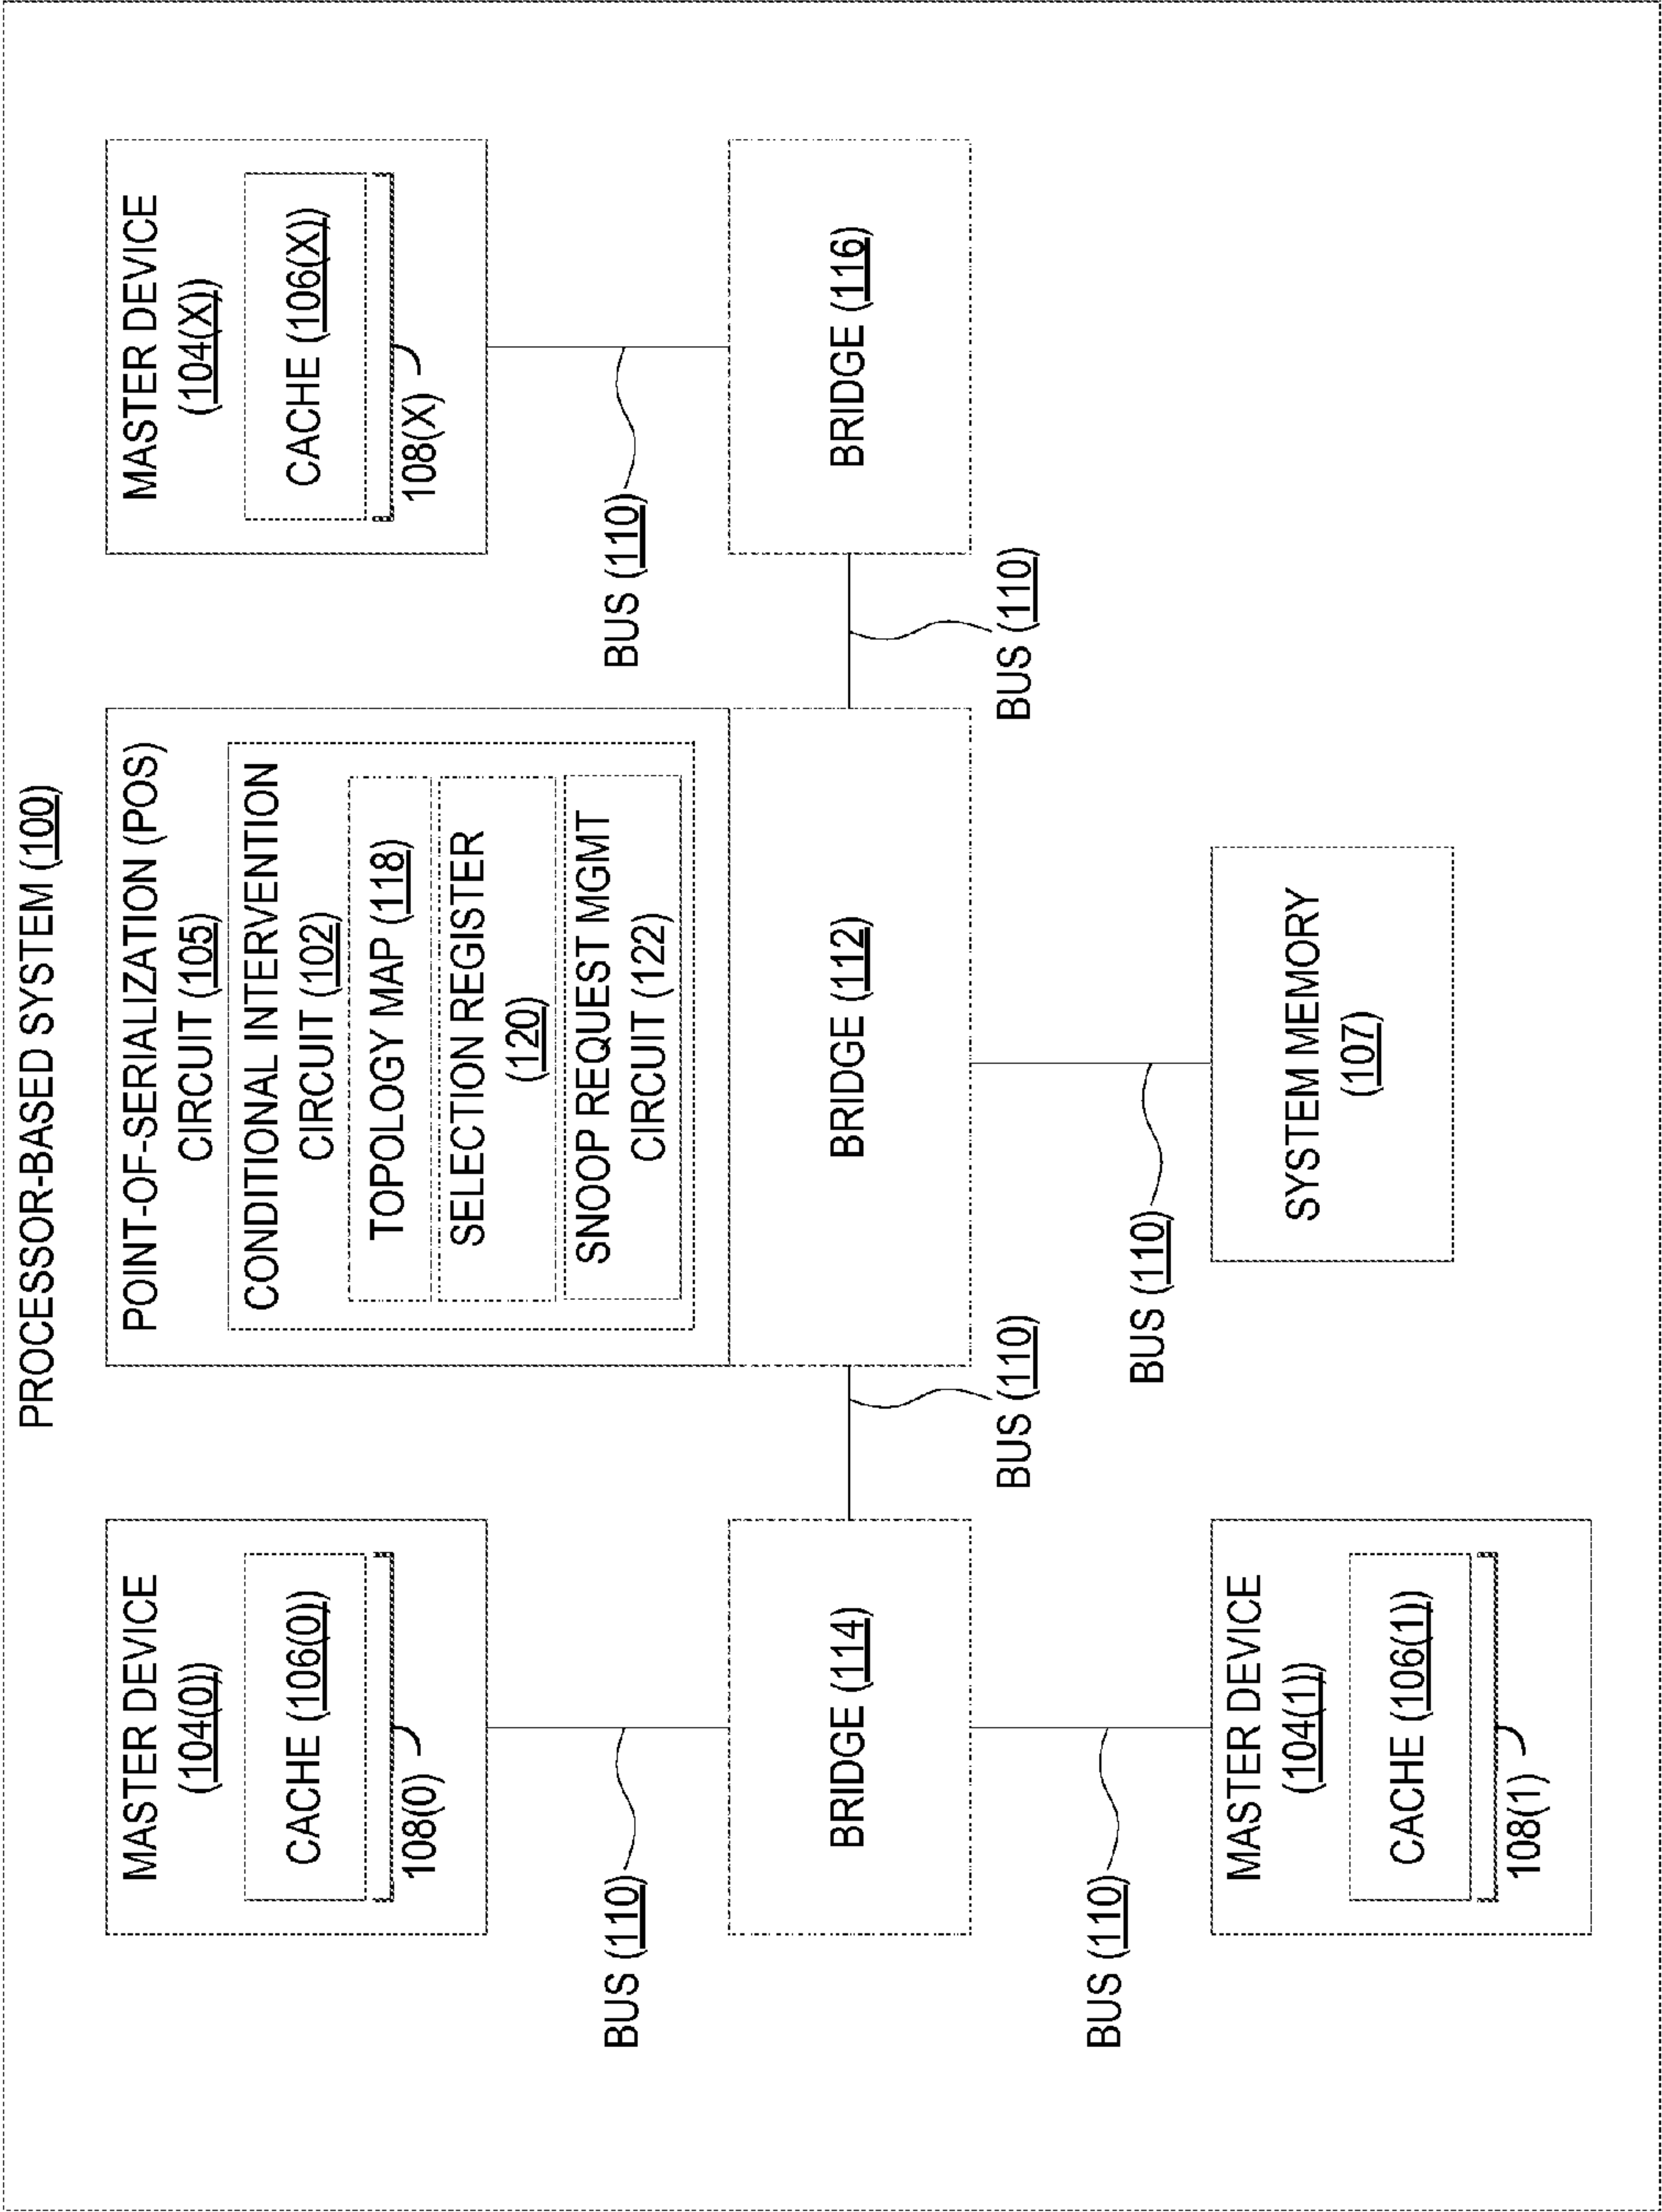 PROCESSOR-BASED SYSTEM (100)
MASTER DEVICE
(104(0))
CACHE (106(0))
108(0)
POINT-OF-SERIALIZATION (POS)
CIRCUIT (105)
CONDITIONAL INTERVENTION
CIRCUIT (102)
TOPOLOGY MAP (118)
SELECTION REGISTER
(120)
SNOOP REQUEST MGMT
CIRCUIT (122)
MASTER DEVICE
(104(X))
CACHE (106(X))
108(X)
BUS (110)
BUS (110)
BRIDGE (114)
BRIDGE (112)
BRIDGE (116)
BUS (110)
BUS (110)
BUS (110)
BUS (110)
MASTER DEVICE
(104(1))
CACHE (106(1))
108(1)
SYSTEM MEMORY
(107)